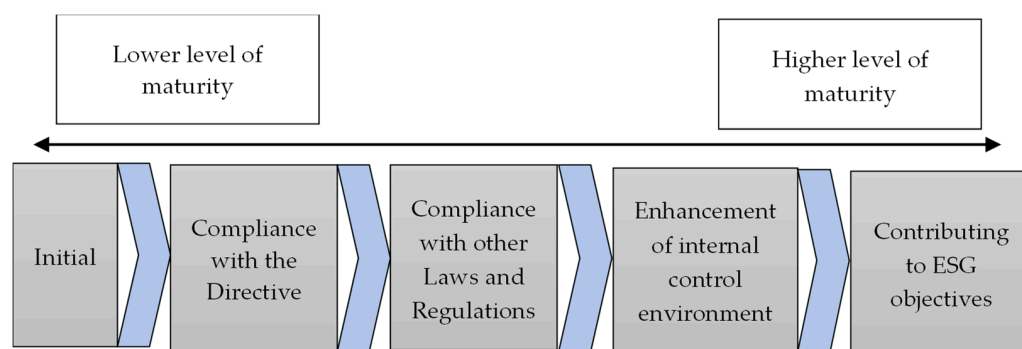 Lower level of
maturity
Higher level of
maturity
Initial
Compliance
with the
Directive
Compliance
with other
Laws and
Regulations
Enhancement
of internal
control
environment
Contributing
to ESG
objectives